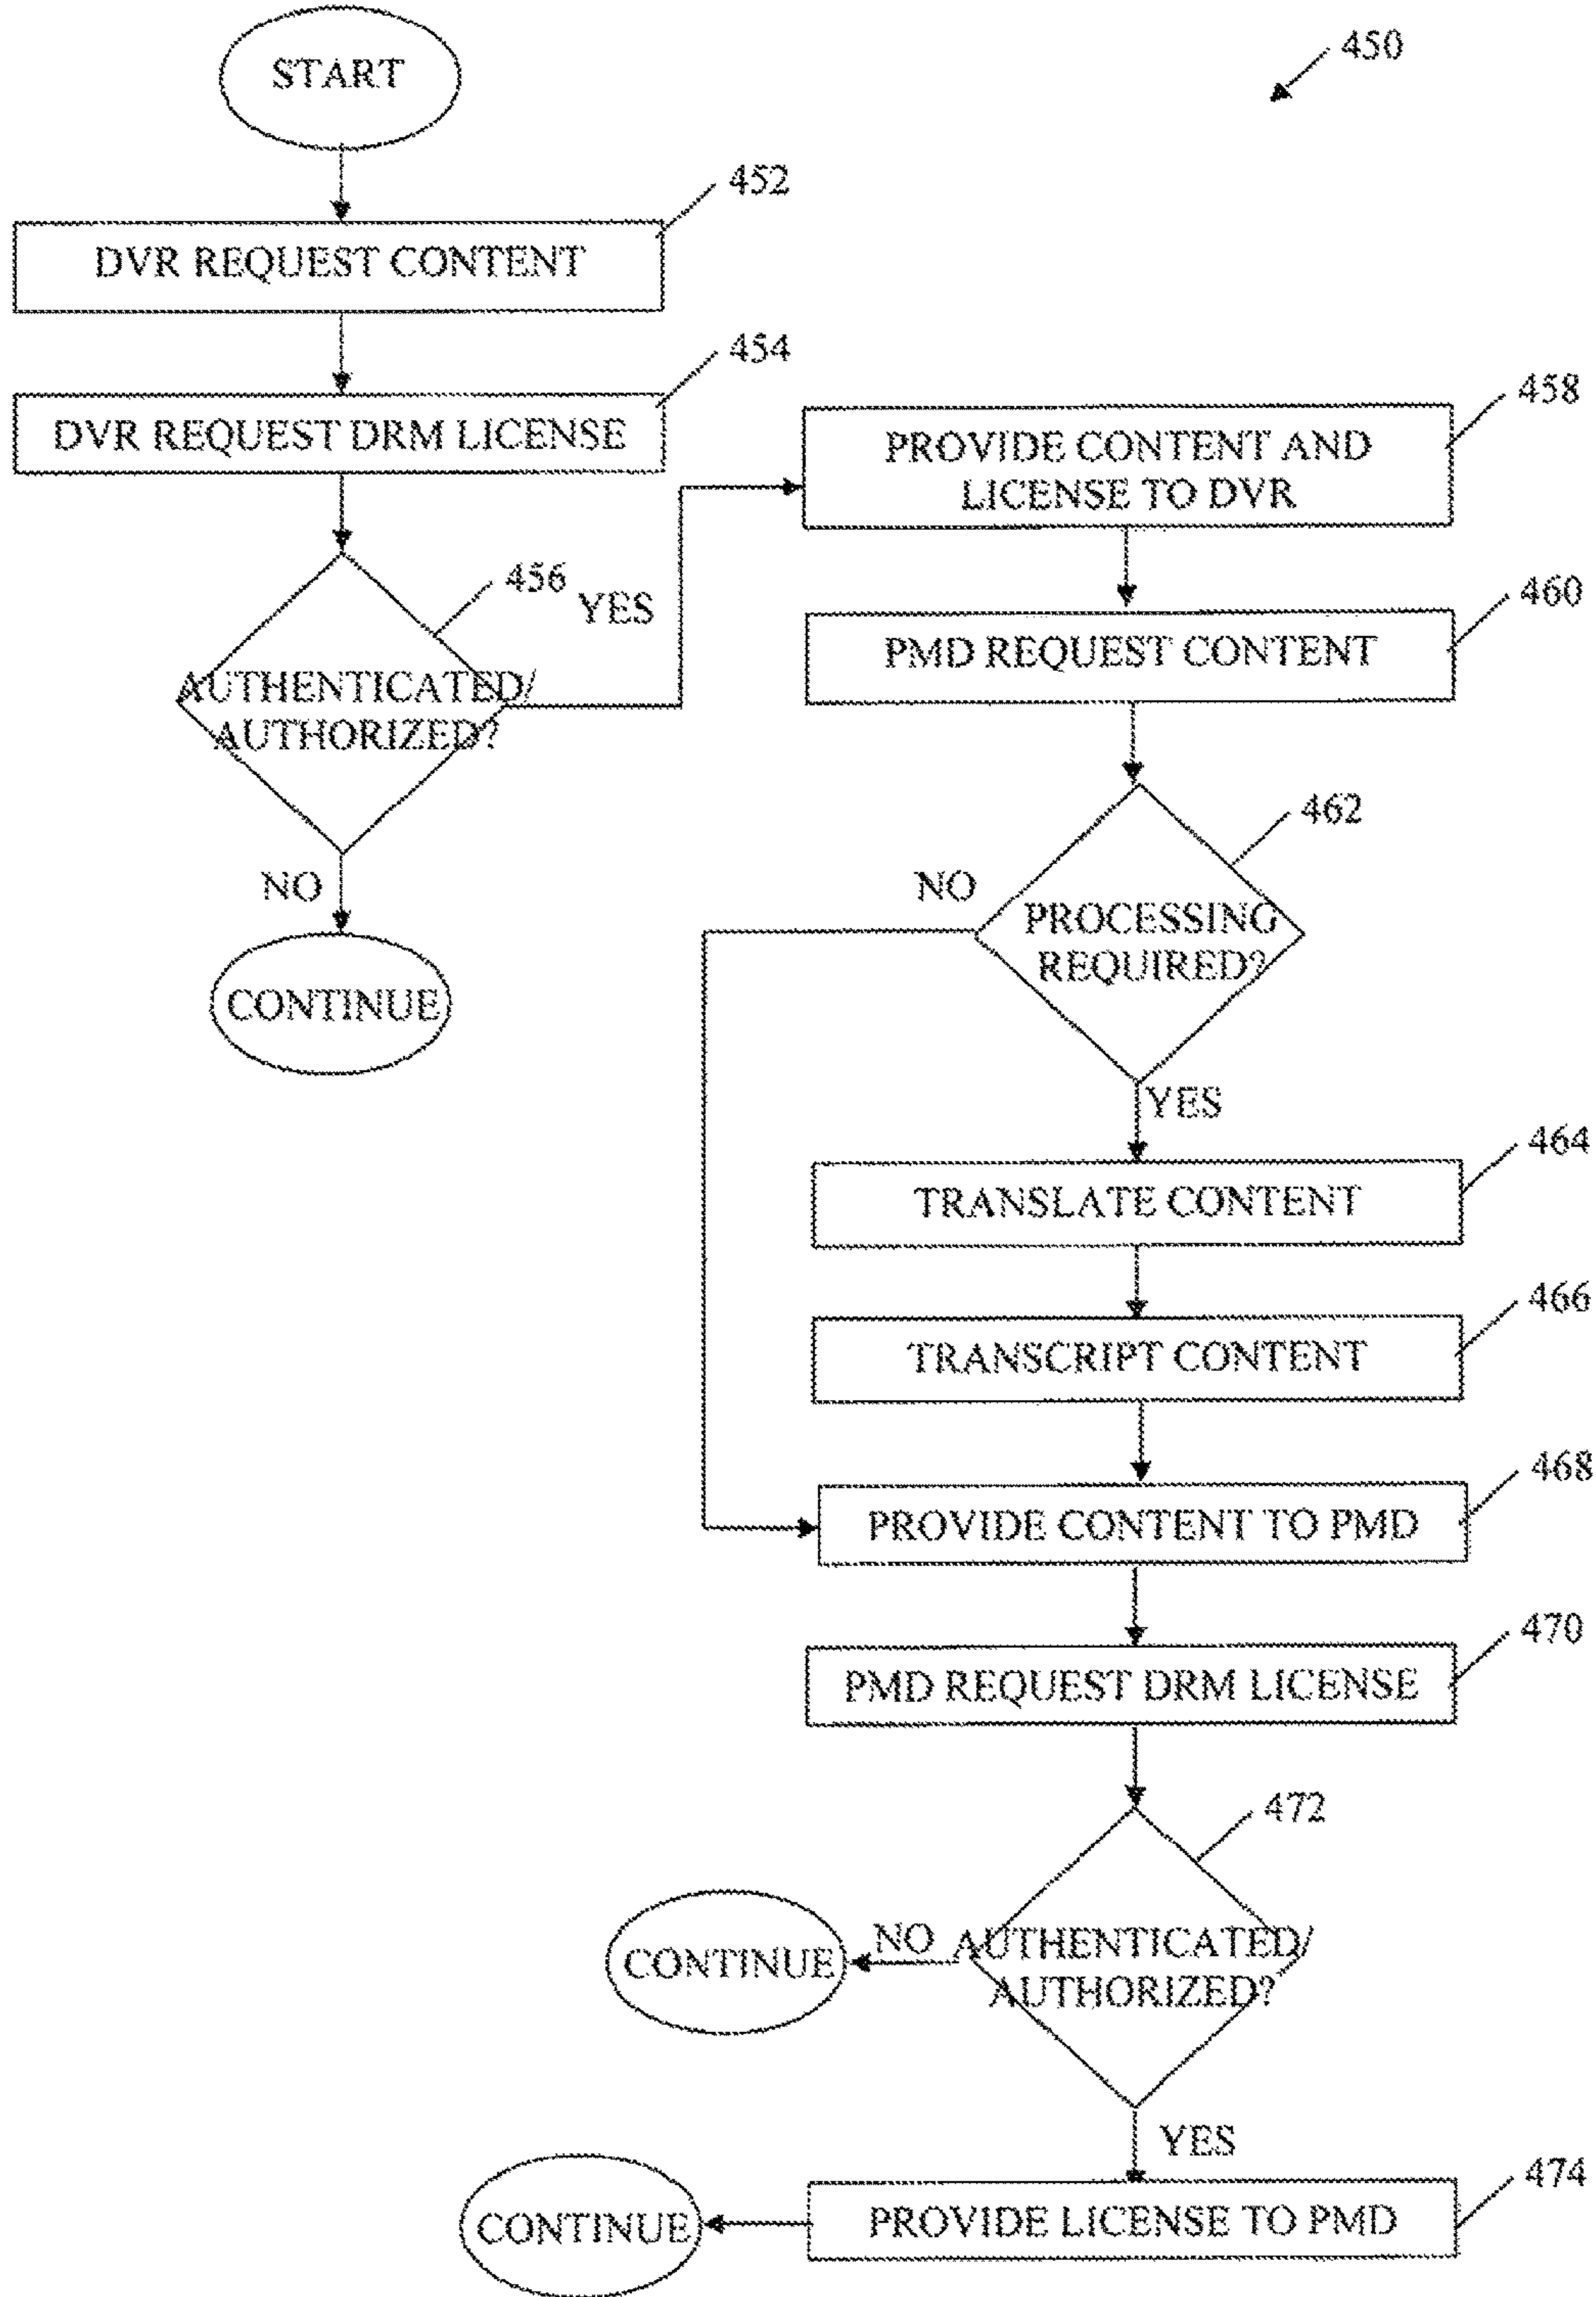 450
START
452
DVR REQUEST CONTENT
454
DVR REQUEST DRM LICENSE
456
YES
AUTHENTICATED/
AUTHORIZED?
NO
CONTINUE
458
PROVIDE CONTENT AND
LICENSE TO DVR
460
PMD REQUEST CONTENT
462
NO
PROCESSING
REQUIRED?
YES
464
TRANSLATE CONTENT
466
TRANSCRIPT CONTENT
468
PROVIDE CONTENT TO PMD
470
PMD REQUEST DRM LICENSE
472
CONTINUE
NO
AUTHENTICATED/
AUTHORIZED?
YES
474
CONTINUE
PROVIDE LICENSE TO PMD